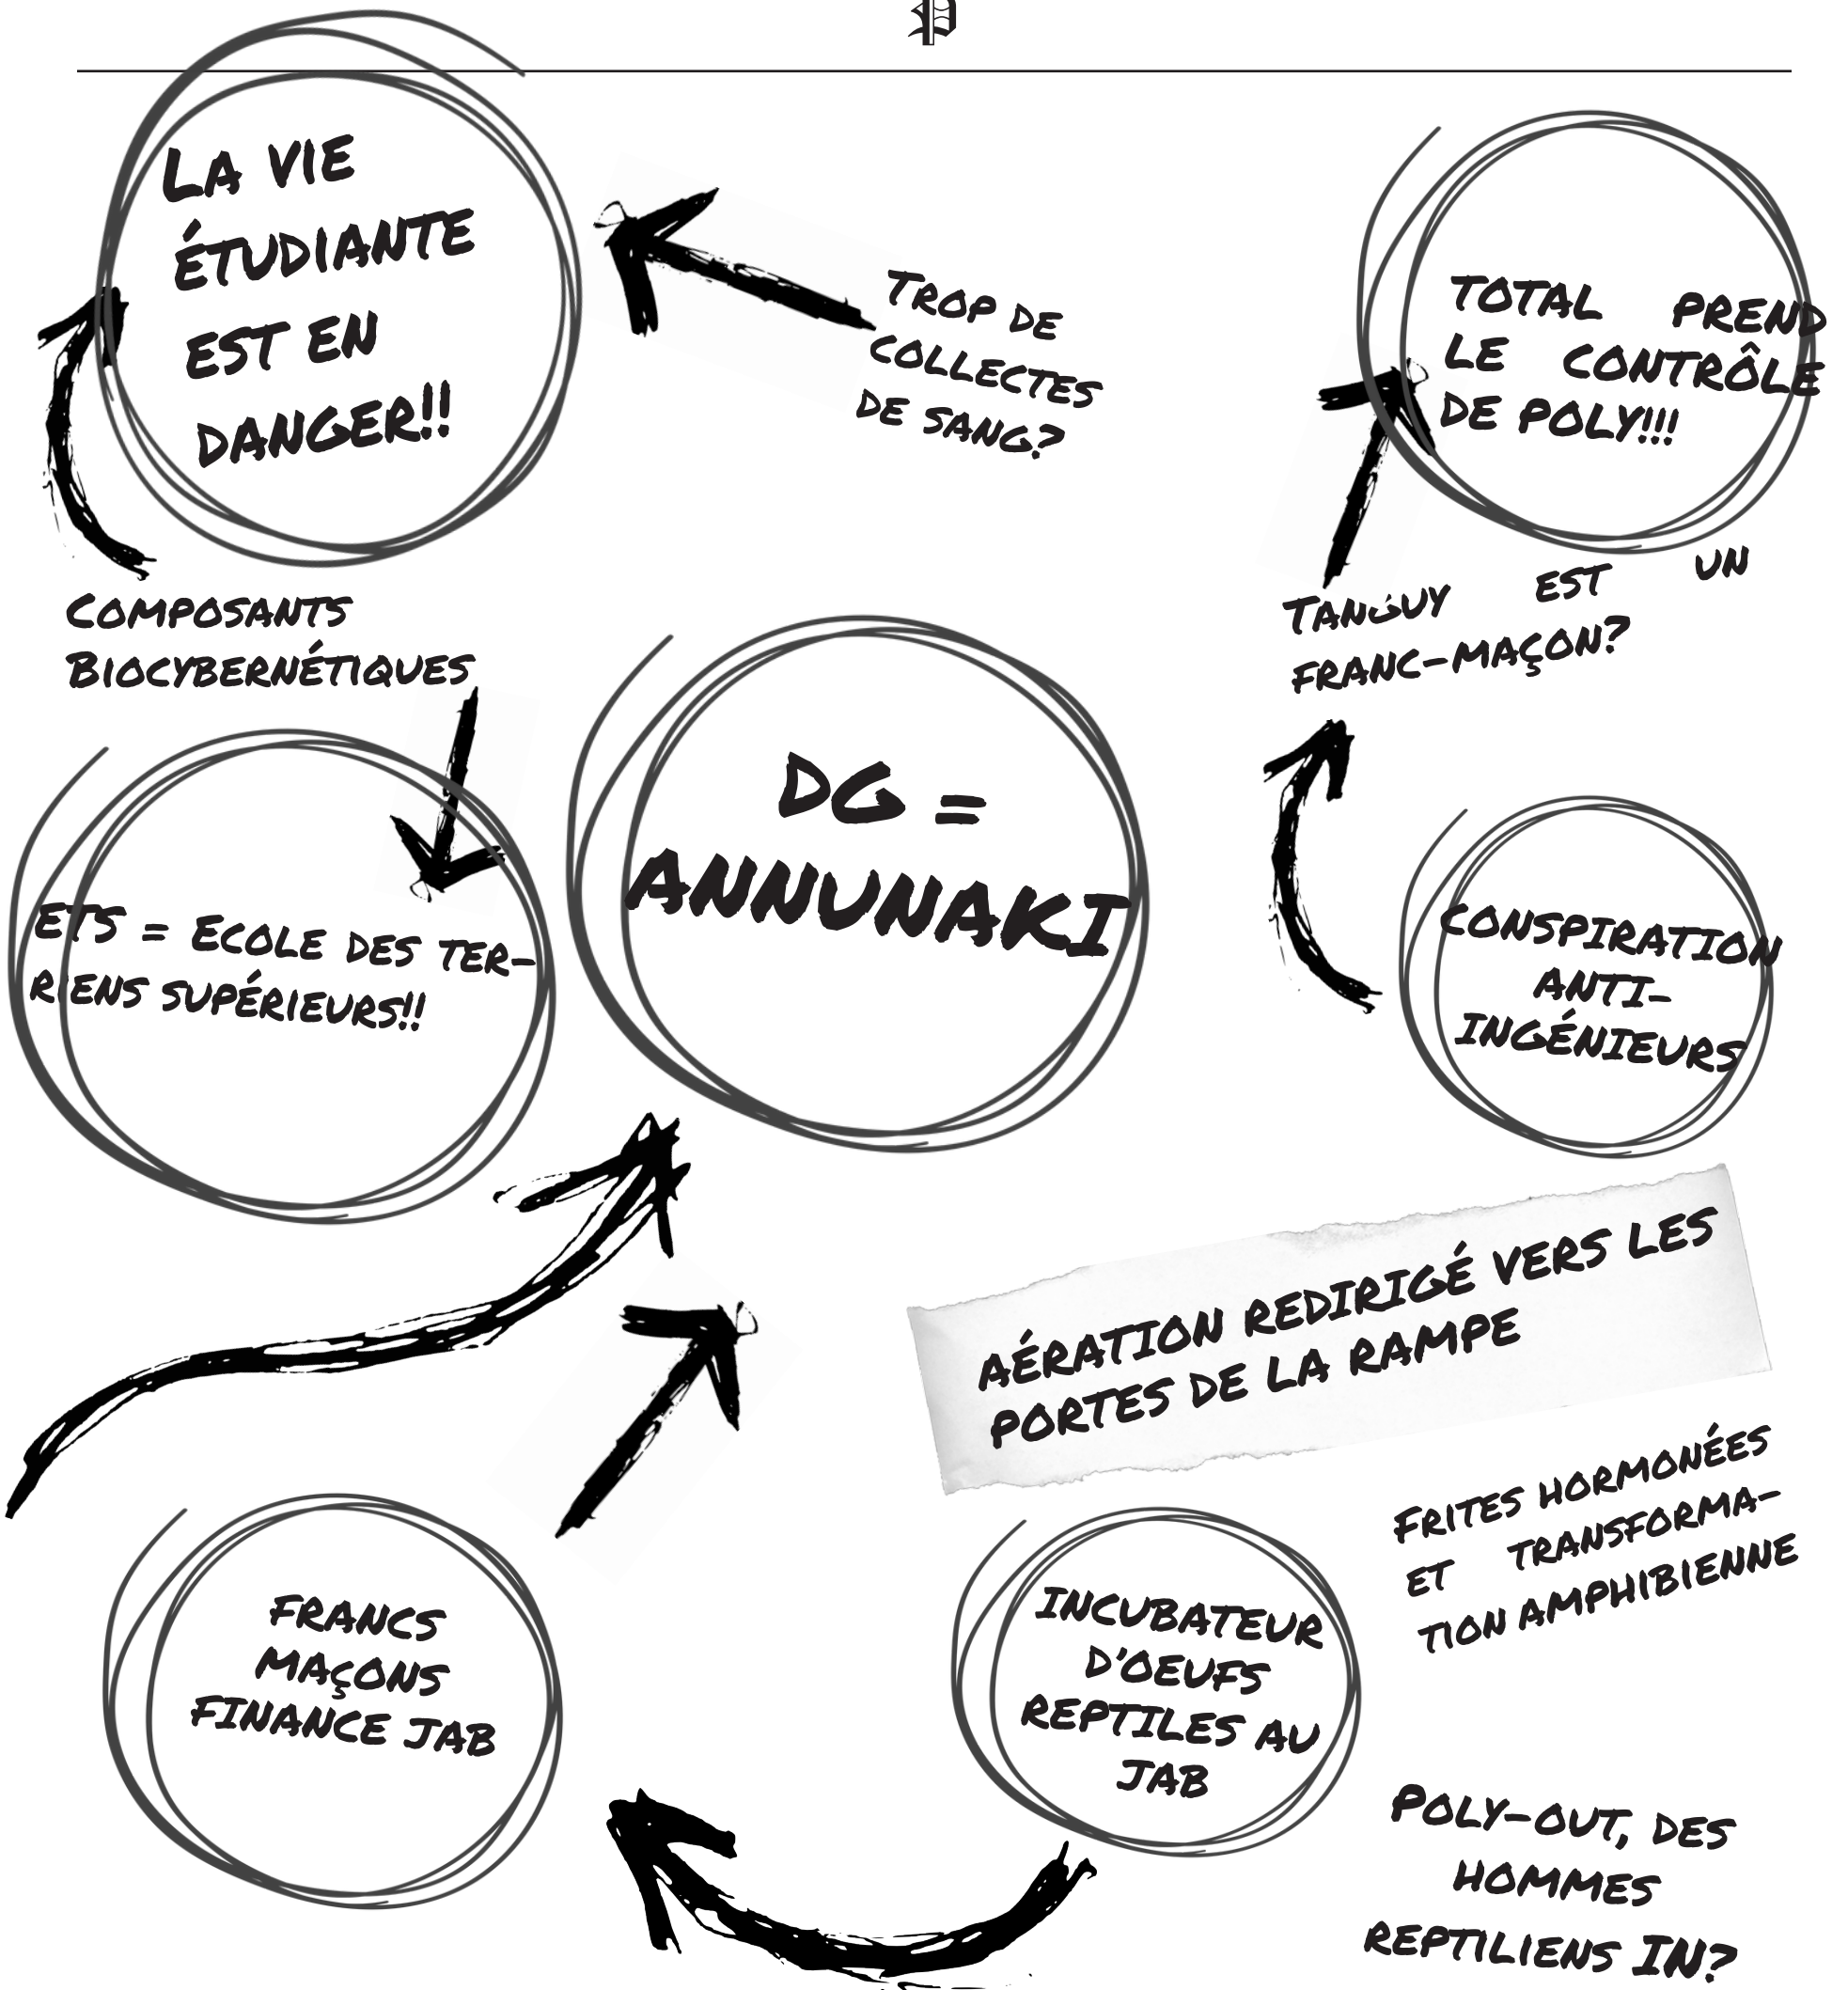 P
LA VIE
ÉTUDIANTE
EST EN
DANGER!!
TROP DE
COLLECTES
DE SANG?
TOTAL PREND
LE CONTRÔLE
DE POLY!!!
COMPOSANTS
BIOCYBERNÉTIQUES
TANGUY EST UN
FRANC-MAÇON?
DG =
ANNUNAKI
ETS = ECOLE DES TER-
RIENS SUPÉRIEURS!!
CONSPIRATION
ANTI-
INGÉNIEURS
AÉRATION REDIRIGÉ VERS LES
PORTES DE LA RAMPE
FRITES HORMONÉES
ET TRANSFORMA-
TION AMPHIBIENNE
FRANCS
MAÇONS
FINANCE JAB
INCUBATEUR
D'OEUFS
REPTILES AU
JAB
POLY-OUT, DES
HOMMES
REPTILIENS IN?